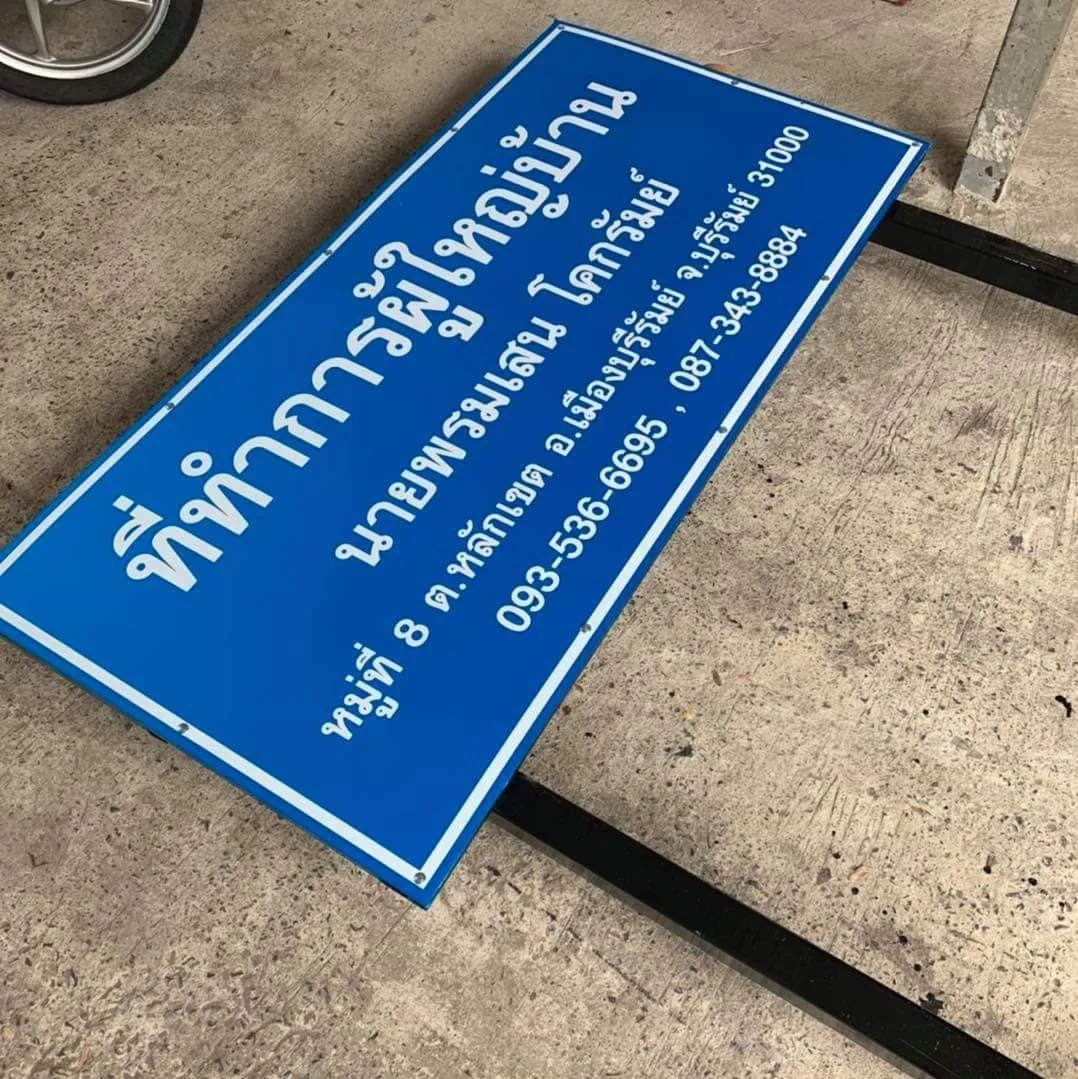 ที่ทำการผู้ใหญ่บ้าน
นายพรมเสน โคกรัมย์
หมู่ที่ 8 ต.หลักเขต อ.เมืองบุรีรัมย์ จ.บุรีรัมย์ 31000
093-536-6695 , 087-343-8884